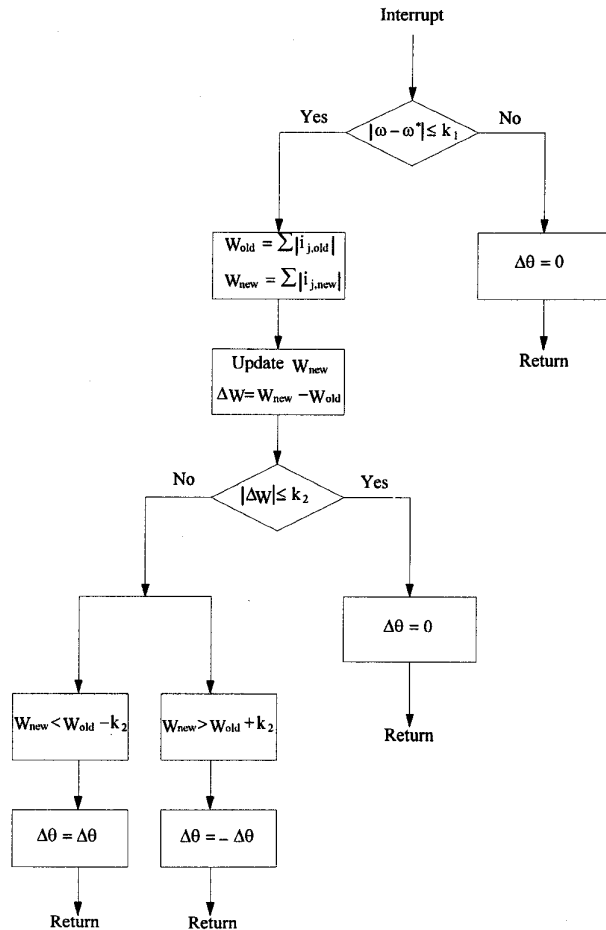 Interrupt
Yes
|ω − ω*| ≤ k₁
No
W_old = ∑|i_j,old|
W_new = ∑|i_j,new|
Δθ = 0
Return
Update W_new
ΔW = W_new − W_old
No
|ΔW| ≤ k₂
Yes
Δθ = 0
Return
W_new < W_old − k₂
W_new > W_old + k₂
Δθ = Δθ
Δθ = − Δθ
Return
Return